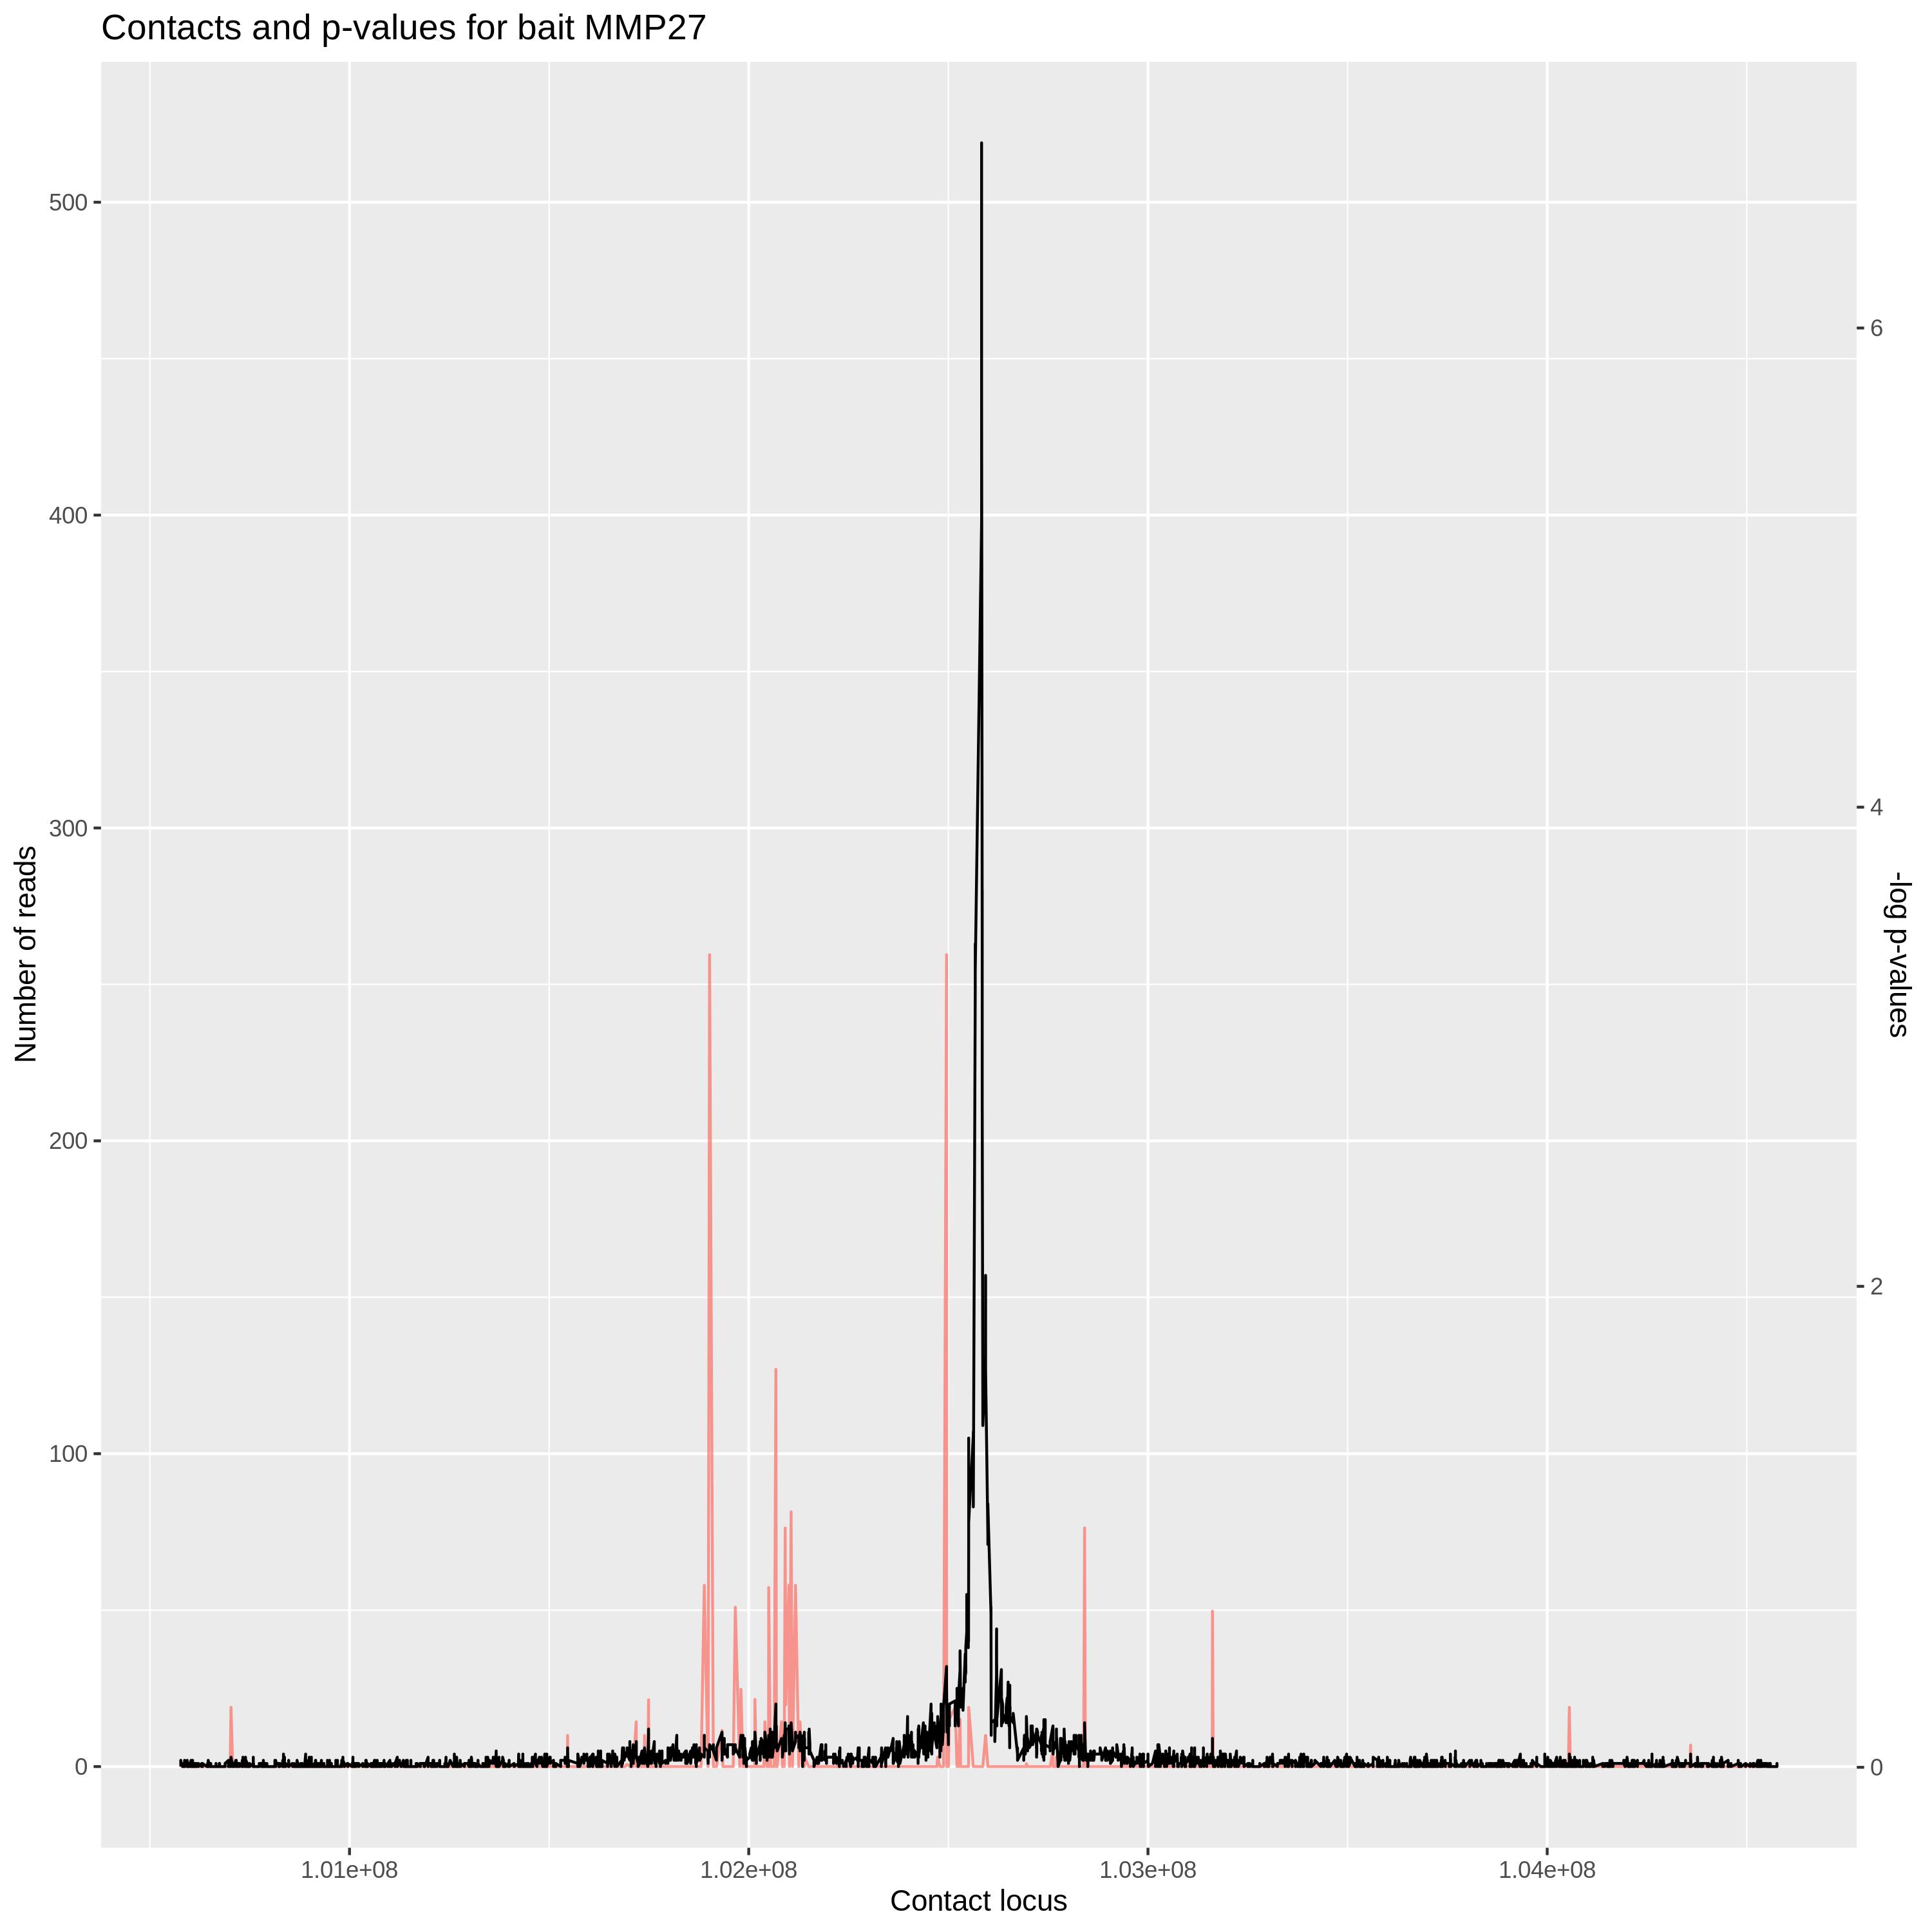 Contacts and p-values for bait MMP27
500
400
300
200
100
0
Number of reads
6
4
2
0
-log p-values
1.01e+08
1.02e+08
1.03e+08
1.04e+08
Contact locus